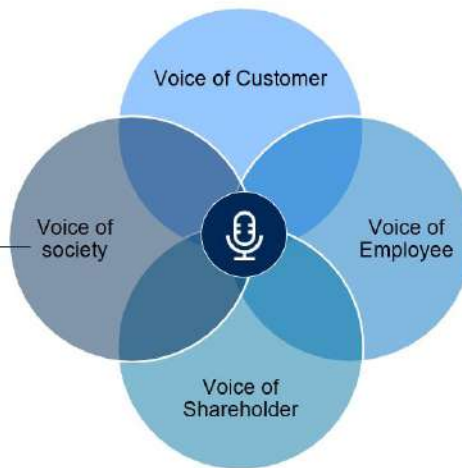 Voice of Customer
Voice of
society
Voice of
Employee
Voice of
Shareholder